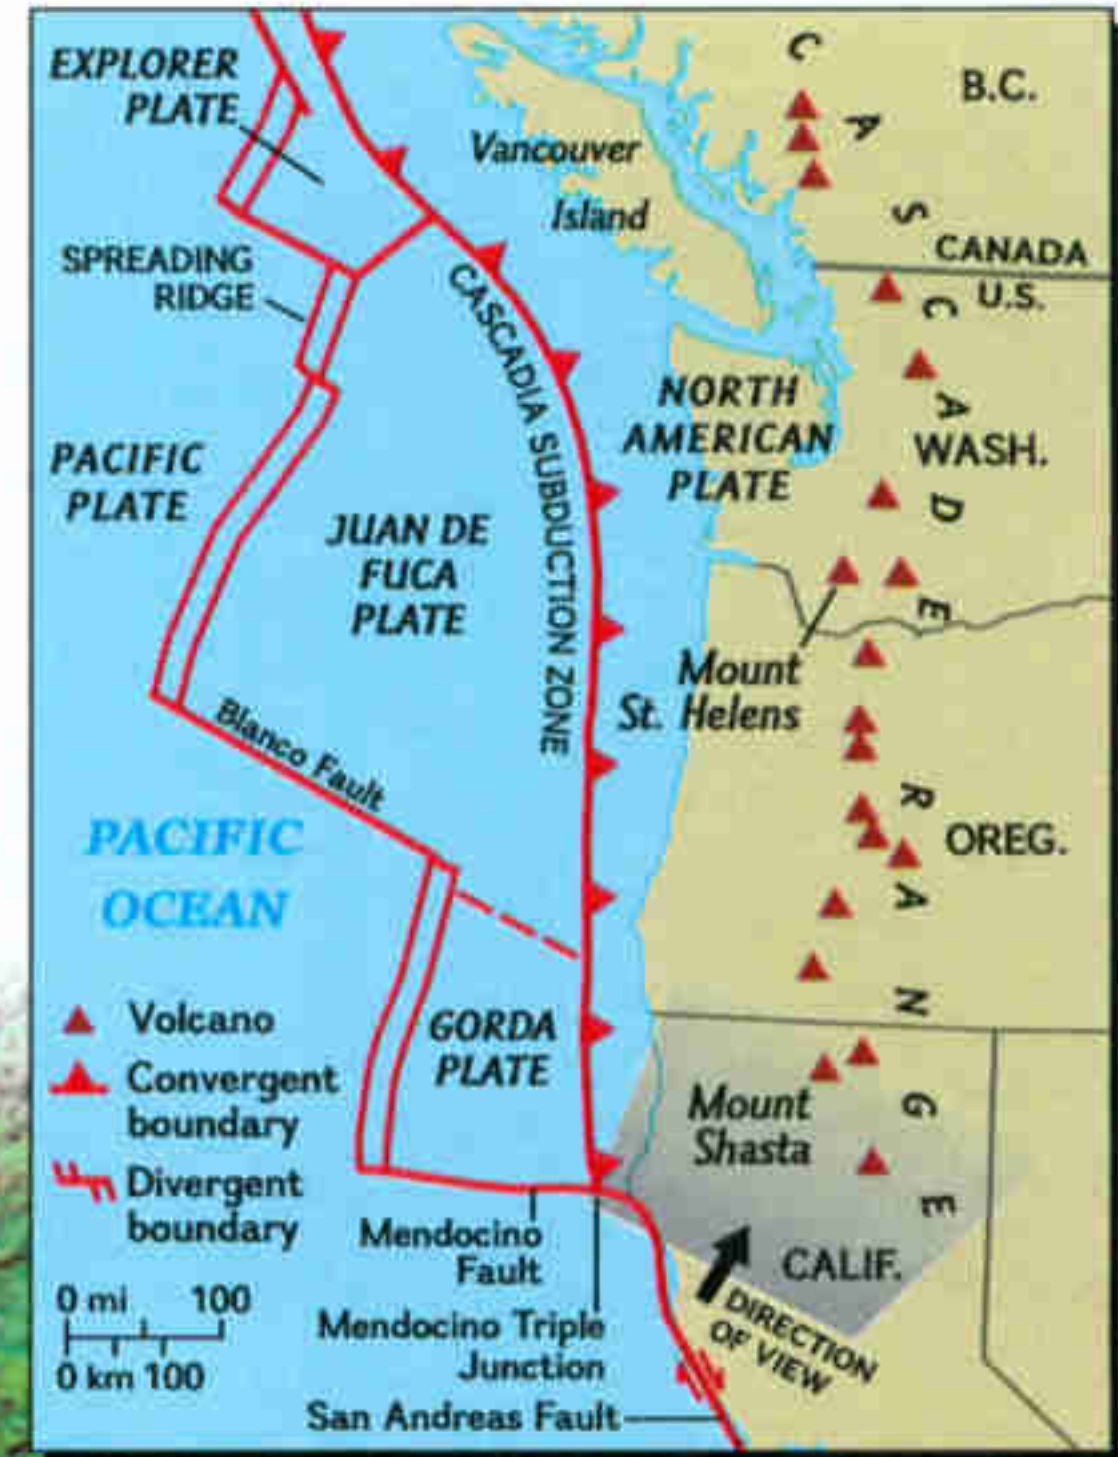 EXPLORER
PLATE
Vancouver
Island
B.C.
CASCADE RANGE
CANADA
U.S.
SPREADING
RIDGE
CASCADIA SUBDUCTION ZONE
NORTH
AMERICAN
PLATE
WASH.
PACIFIC
PLATE
JUAN DE
FUCA
PLATE
Mount
St. Helens
Blanco Fault
OREG.
PACIFIC
OCEAN
GORDA
PLATE
Mount
Shasta
CALIF.
Volcano
Convergent
boundary
Divergent
boundary
Mendocino
Fault
Mendocino Triple
Junction
San Andreas Fault
DIRECTION
OF VIEW
0 mi 100
0 km 100